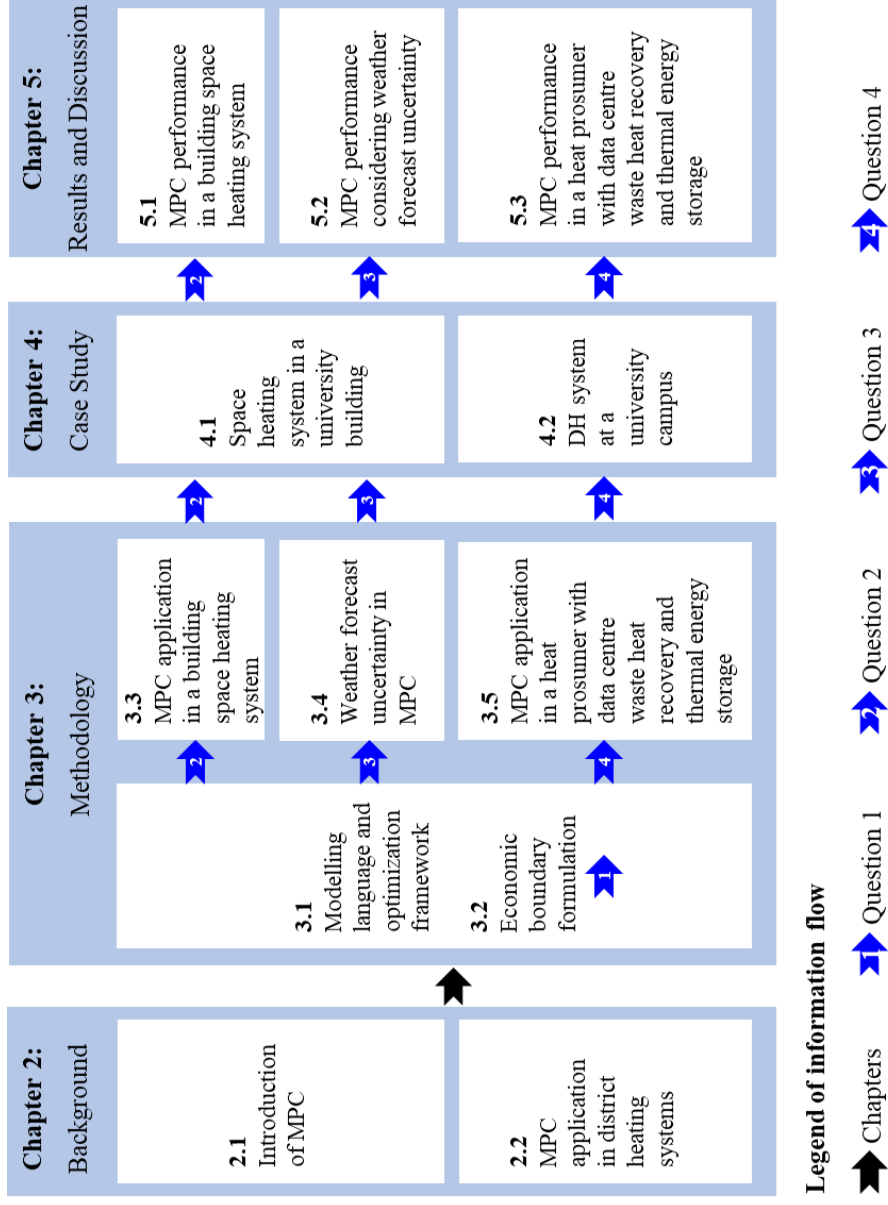 Chapter 2:
Background
2.1
Introduction
of MPC
2.2
MPC
application
in district
heating
systems
Chapter 3:
Methodology
3.1
Modelling
language and
optimization
framework
3.2
Economic
boundary
formulation
1
2
3
4
3.3
MPC application
in a building
space heating
system
3.4
Weather forecast
uncertainty in
MPC
3.5
MPC application
in a heat
prosumer with
data centre
waste heat
recovery and
thermal energy
storage
2
3
4
Chapter 4:
Case Study
4.1
Space
heating
system in a
university
building
4.2
DH system
at a
university
campus
2
3
4
Chapter 5:
Results and Discussion
5.1
MPC performance
in a building space
heating system
5.2
MPC performance
considering weather
forecast uncertainty
5.3
MPC performance
in a heat prosumer
with data centre
waste heat recovery
and thermal energy
storage
Legend of information flow
Chapters
1 Question 1
2 Question 2
3 Question 3
4 Question 4